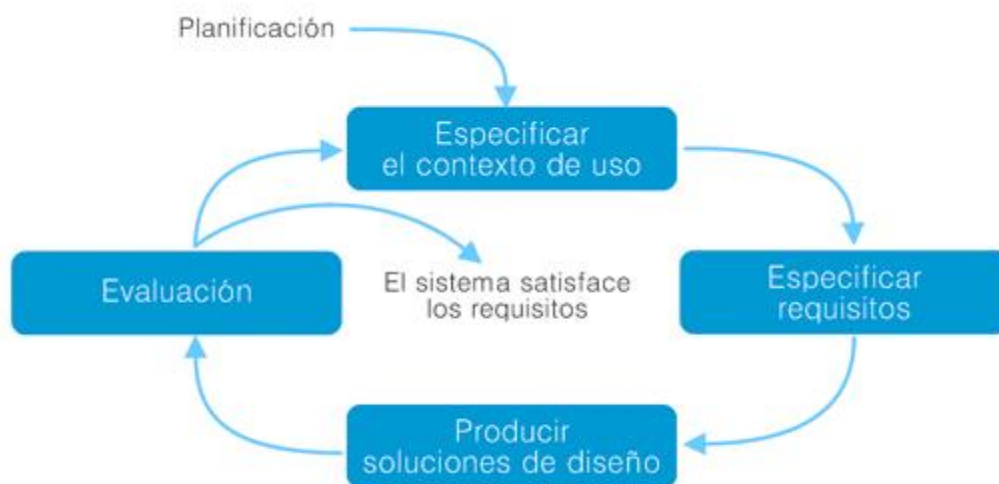 Planificación
Especificar
el contexto de uso
Evaluación
El sistema satisface
los requisitos
Especificar
requisitos
Producir
soluciones de diseño